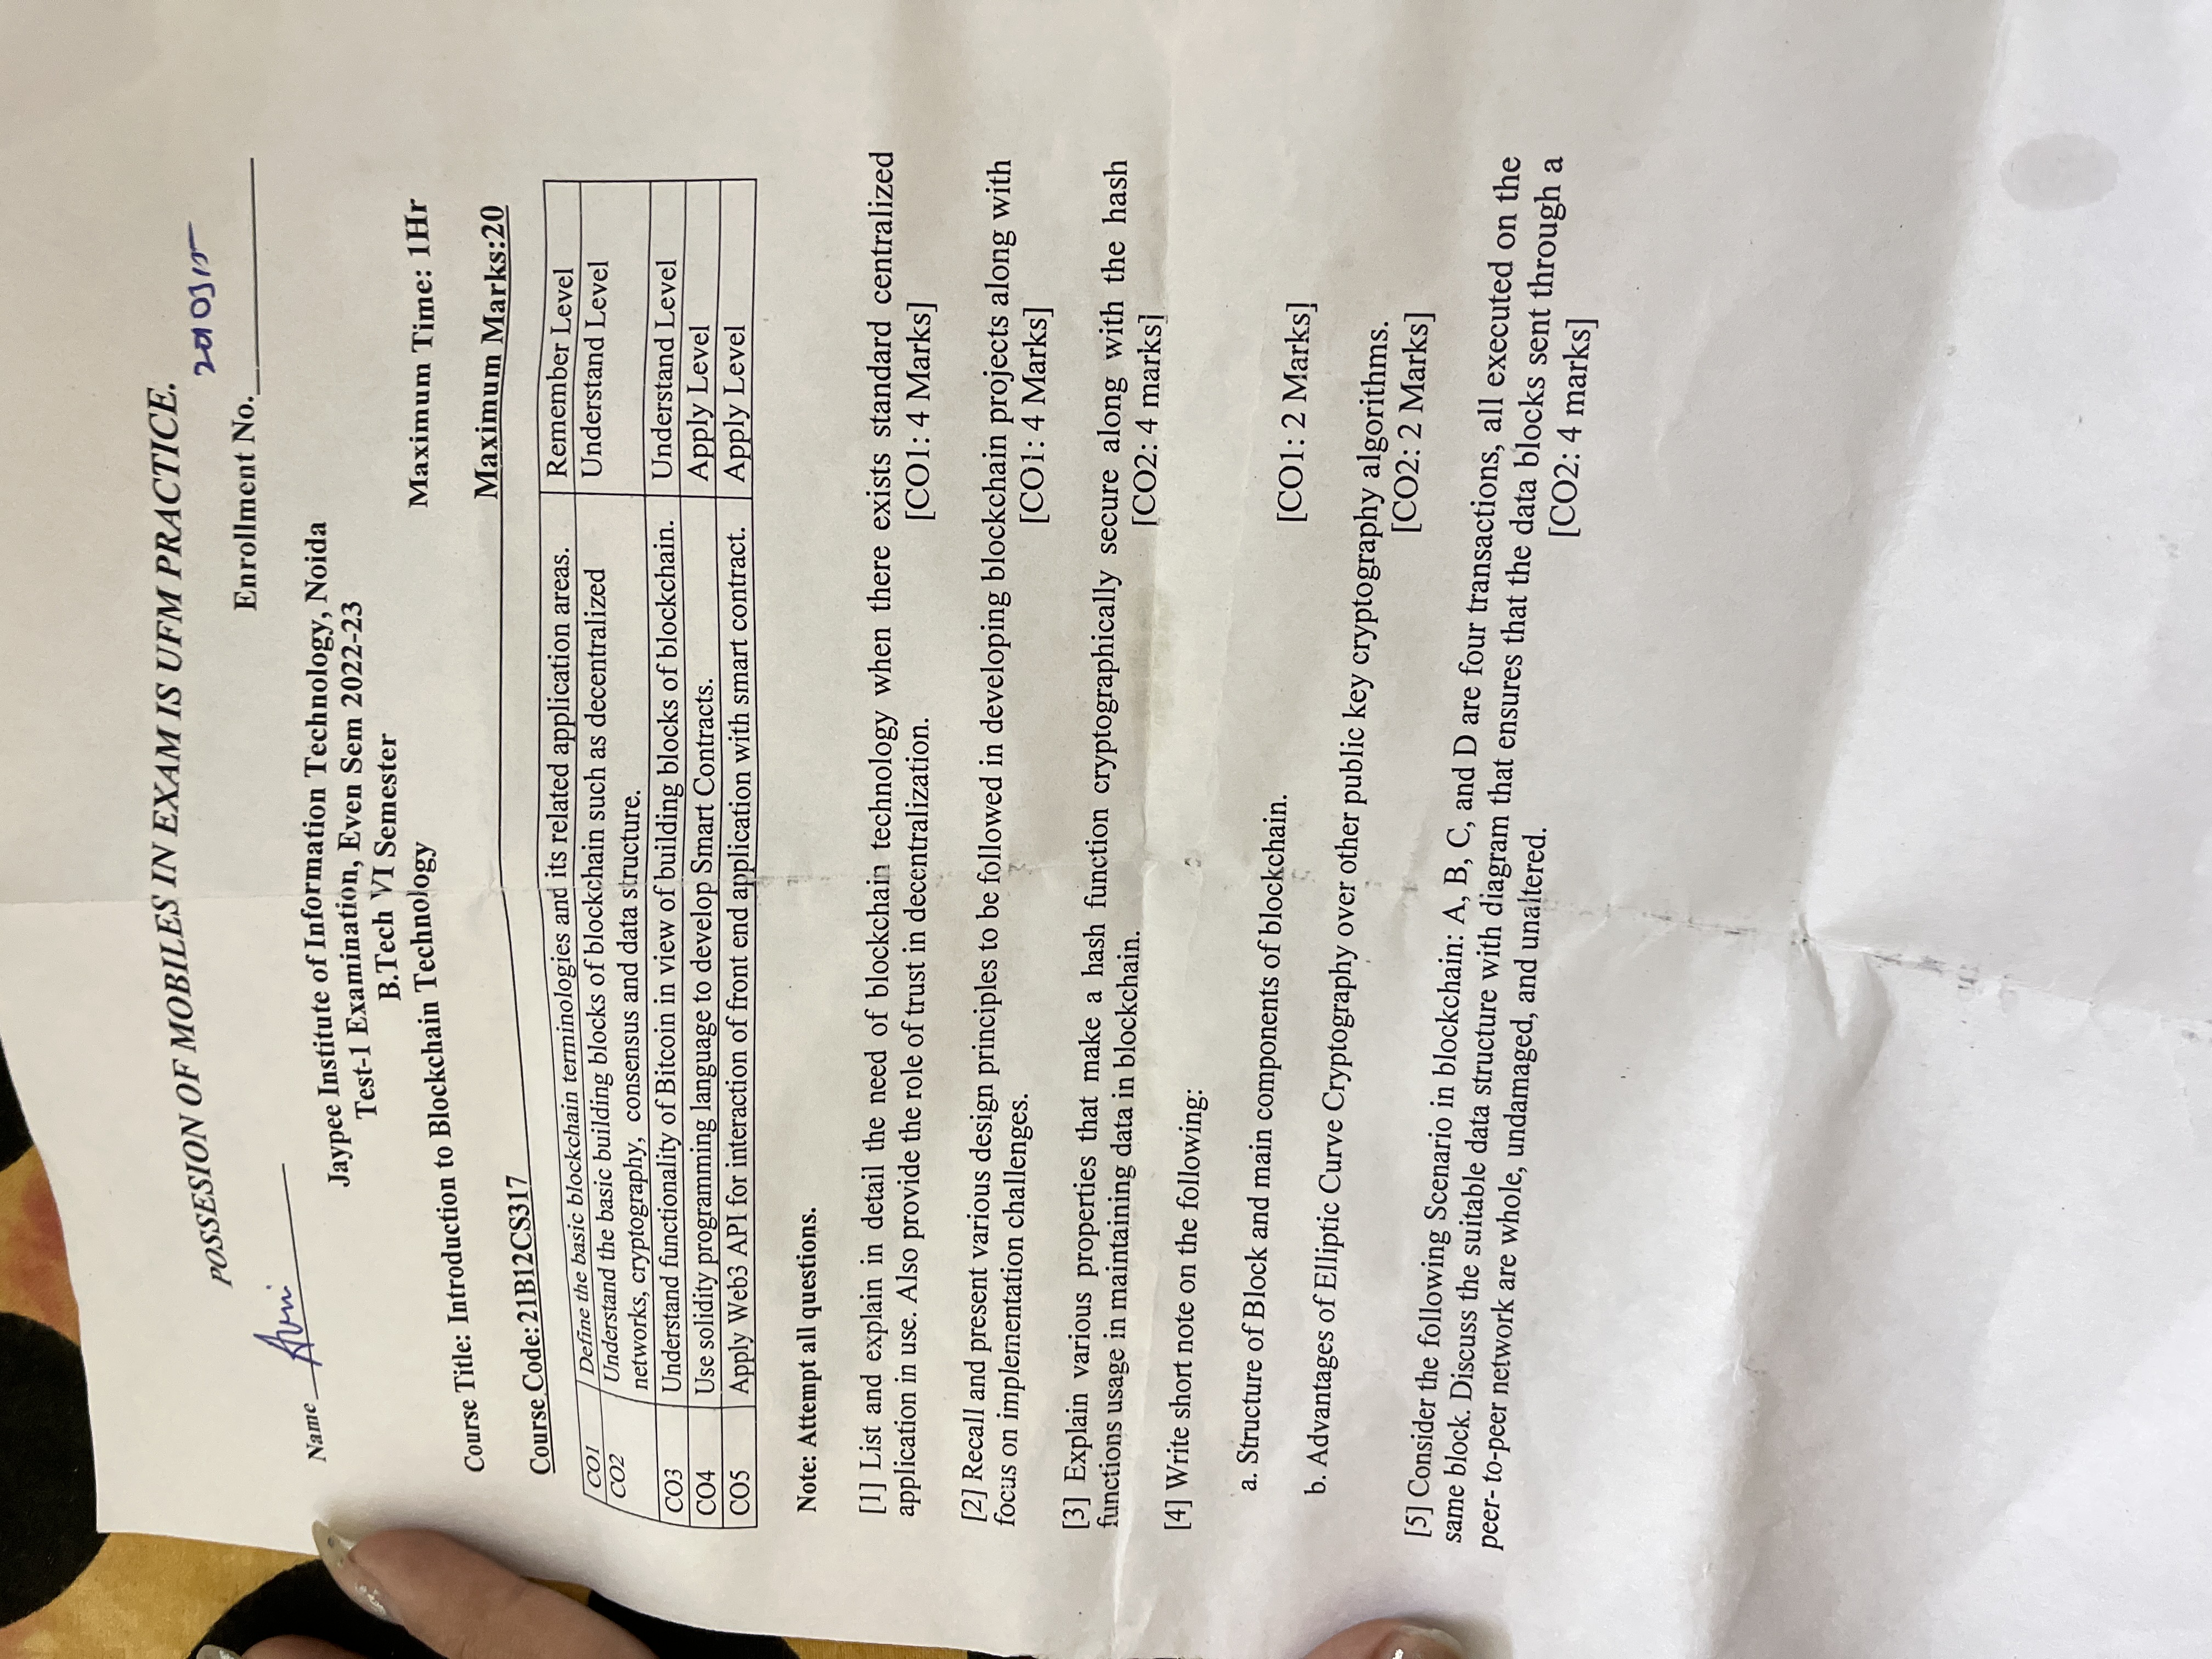 POSSESION OF MOBILES IN EXAM IS UFM PRACTICE.
Name Avni
Enrollment No.
Jaypee Institute of Information Technology, Noida
Test-1 Examination, Even Sem 2022-23
B.Tech VI Semester
Course Title: Introduction to Blockchain Technology
Maximum Time: 1Hr
Course Code:21B12CS317
Maximum Marks:20
CO1 Define the basic blockchain terminologies and its related application areas. Remember Level
CO2 Understand the basic building blocks of blockchain such as decentralized Understand Level
networks, cryptography, consensus and data structure.
CO3 Understand functionality of Bitcoin in view of building blocks of blockchain. Understand Level
CO4 Use solidity programming language to develop Smart Contracts. Apply Level
CO5 Apply Web3 API for interaction of front end application with smart contract. Apply Level
Note: Attempt all questions.
[1] List and explain in detail the need of blockchain technology when there exists standard centralized
application in use. Also provide the role of trust in decentralization. [CO1: 4 Marks]
[2] Recall and present various design principles to be followed in developing blockchain projects along with
focus on implementation challenges. [CO1: 4 Marks]
[3] Explain various properties that make a hash function cryptographically secure along with the hash
functions usage in maintaining data in blockchain. [CO2: 4 marks]
[4] Write short note on the following:
a. Structure of Block and main components of blockchain. [CO1: 2 Marks]
b. Advantages of Elliptic Curve Cryptography over other public key cryptography algorithms.
[CO2: 2 Marks]
[5] Consider the following Scenario in blockchain: A, B, C, and D are four transactions, all executed on the
same block. Discuss the suitable data structure with diagram that ensures that the data blocks sent through a
peer- to-peer network are whole, undamaged, and unaltered. [CO2: 4 marks]